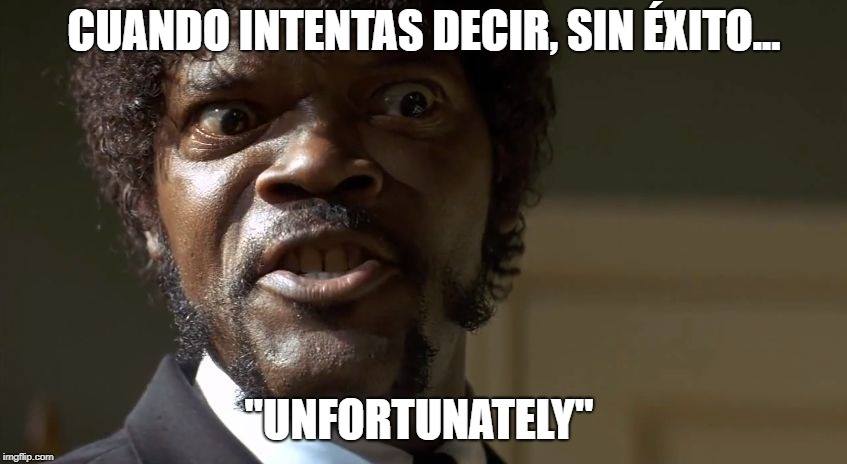 CUANDO INTENTAS DECIR, SIN ÉXITO...
"UNFORTUNATELY"
imgflip.com